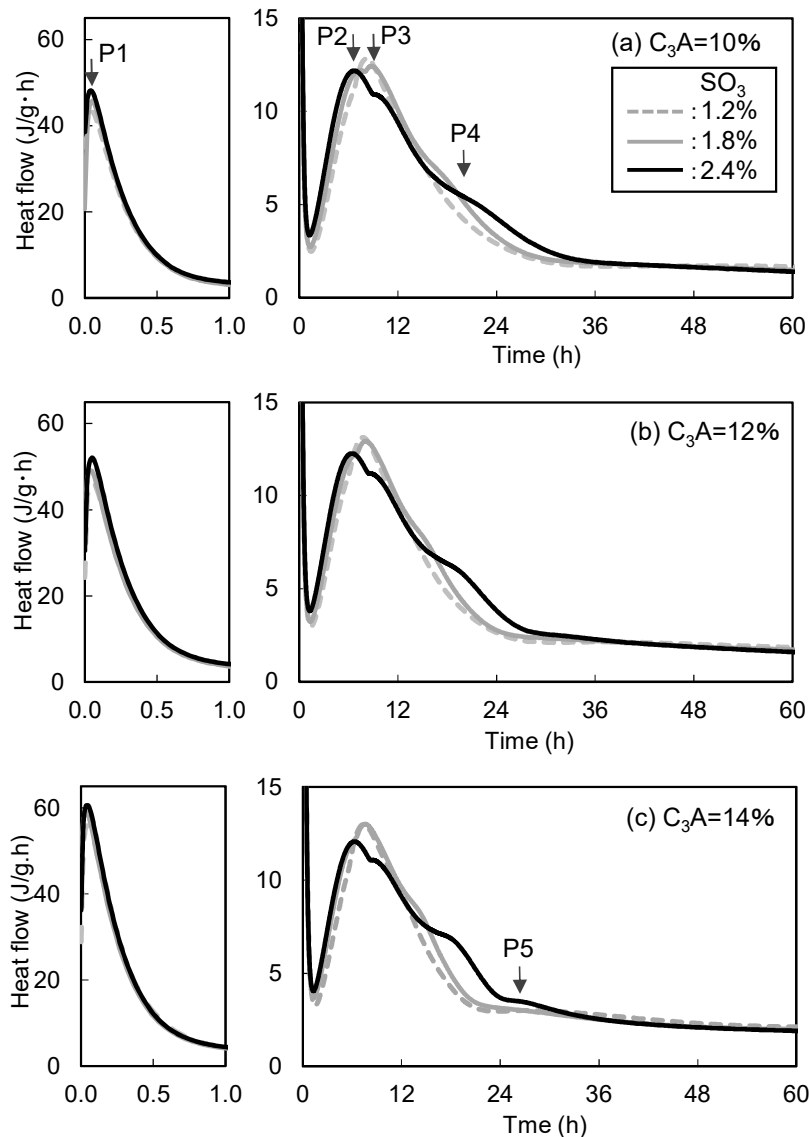 60
40
20
0
Heat flow (J/g･h)
P1
0.0 0.5 1.0
15
10
5
0
P2 P3
P4
(a) C₃A=10%
SO₃
:1.2%
:1.8%
:2.4%
0 12 24 36 48 60
Time (h)
60
40
20
0
Heat flow (J/g･h)
0.0 0.5 1.0
15
10
5
0
(b) C₃A=12%
0 12 24 36 48 60
Time (h)
60
40
20
0
Heat flow (J/g.h)
0.0 0.5 1.0
15
10
5
0
(c) C₃A=14%
P5
0 12 24 36 48 60
Tme (h)